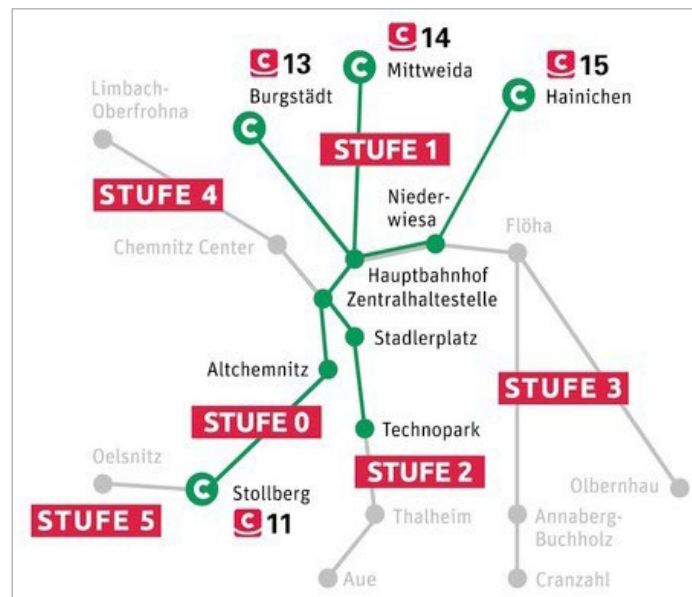 C 14
C 13
Mittweida
C 15
Burgstädt
C
C
Hainichen
Limbach-
Oberfrohna
C
STUFE 1
Nieder-
wiesa
STUFE 4
Flöha
Chemnitz Center
Hauptbahnhof
Zentralhaltestelle
Stadlerplatz
Altchemnitz
STUFE 3
STUFE 0
Technopark
Oelsnitz
STUFE 2
C
Stollberg
Olbernhau
STUFE 5
C 11
Thalheim
Annaberg-
Buchholz
Aue
Cranzahl